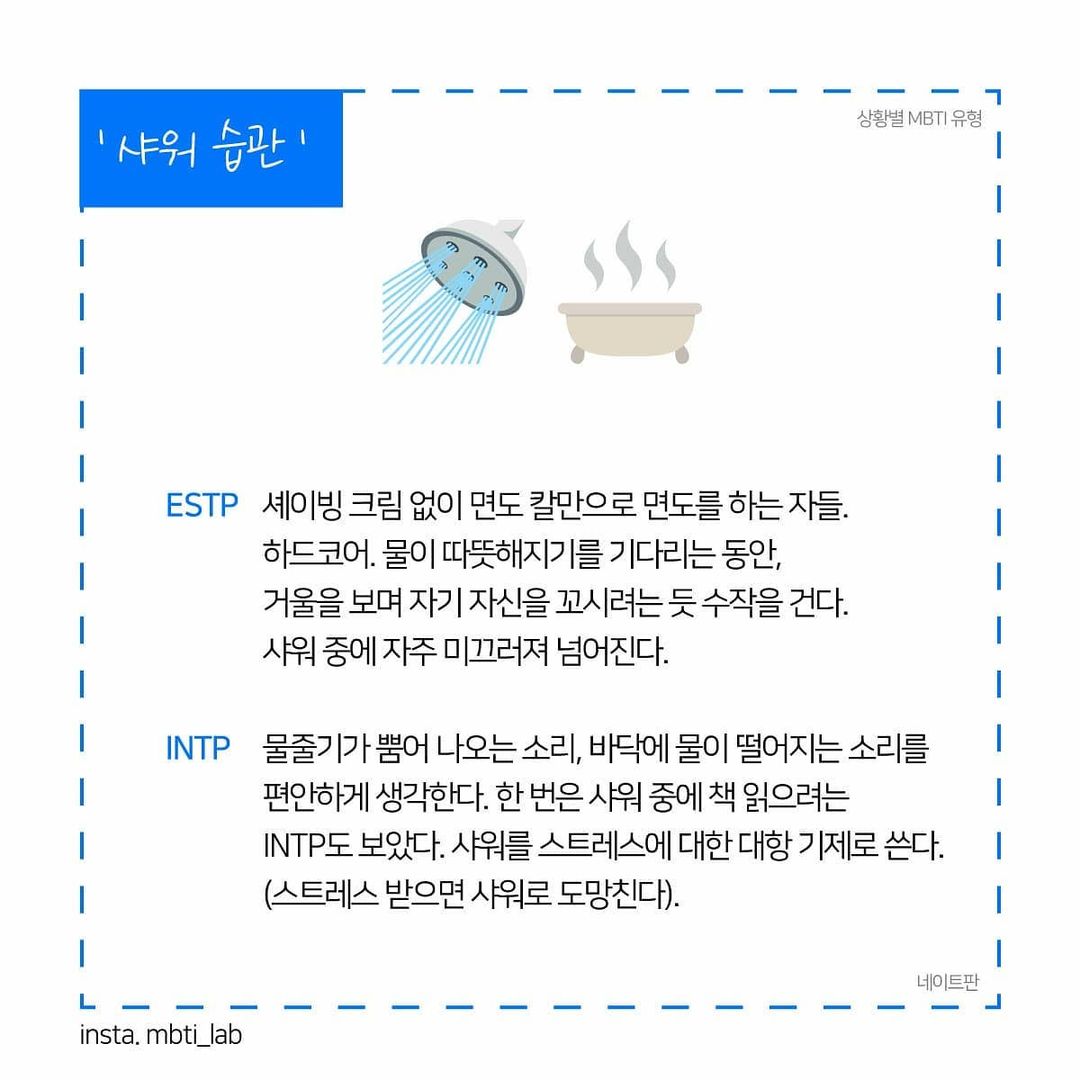 '샤워 습관'
상황별 MBTI 유형
ESTP 셰이빙 크림 없이 면도 칼만으로 면도를 하는 자들.
하드코어. 물이 따뜻해지기를 기다리는 동안,
거울을 보며 자기 자신을 꼬시려는 듯 수작을 건다.
샤워 중에 자주 미끄러져 넘어진다.
INTP 물줄기가 뿜어 나오는 소리, 바닥에 물이 떨어지는 소리를
편안하게 생각한다. 한 번은 샤워 중에 책 읽으려는
INTP도 보았다. 샤워를 스트레스에 대한 대항 기제로 쓴다.
(스트레스 받으면 샤워로 도망친다).
네이트판
insta. mbti_lab